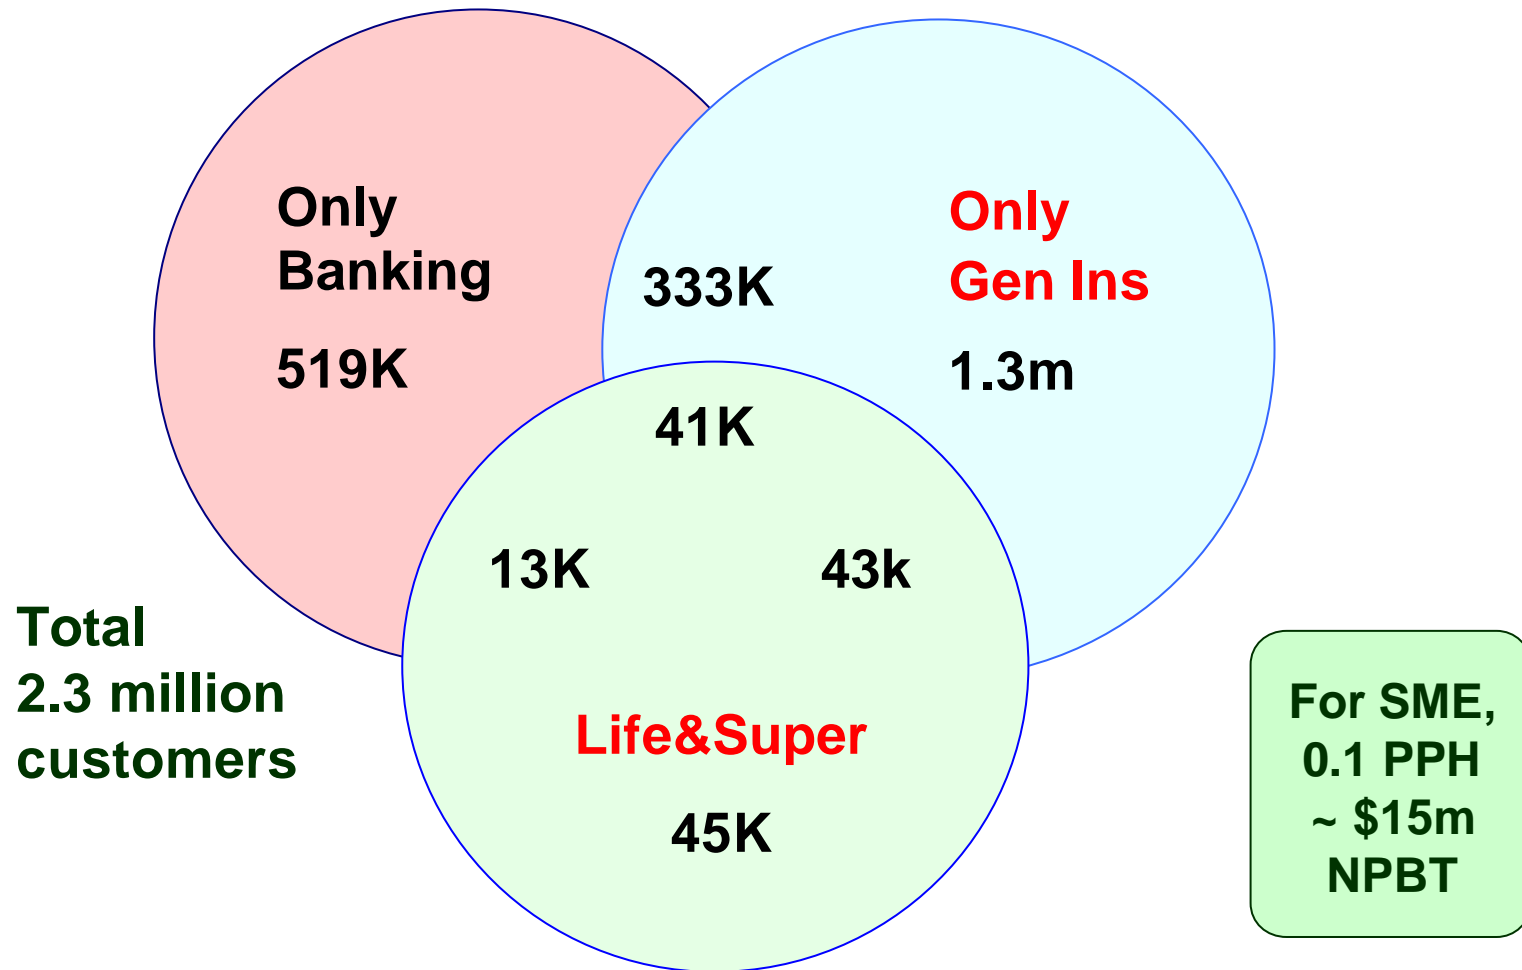 Only
Banking
519K
333K
Only
Gen Ins
1.3m
41K
13K
43k
Life&Super
45K
Total
2.3 million
customers
For SME,
0.1 PPH
~ $15m
NPBT